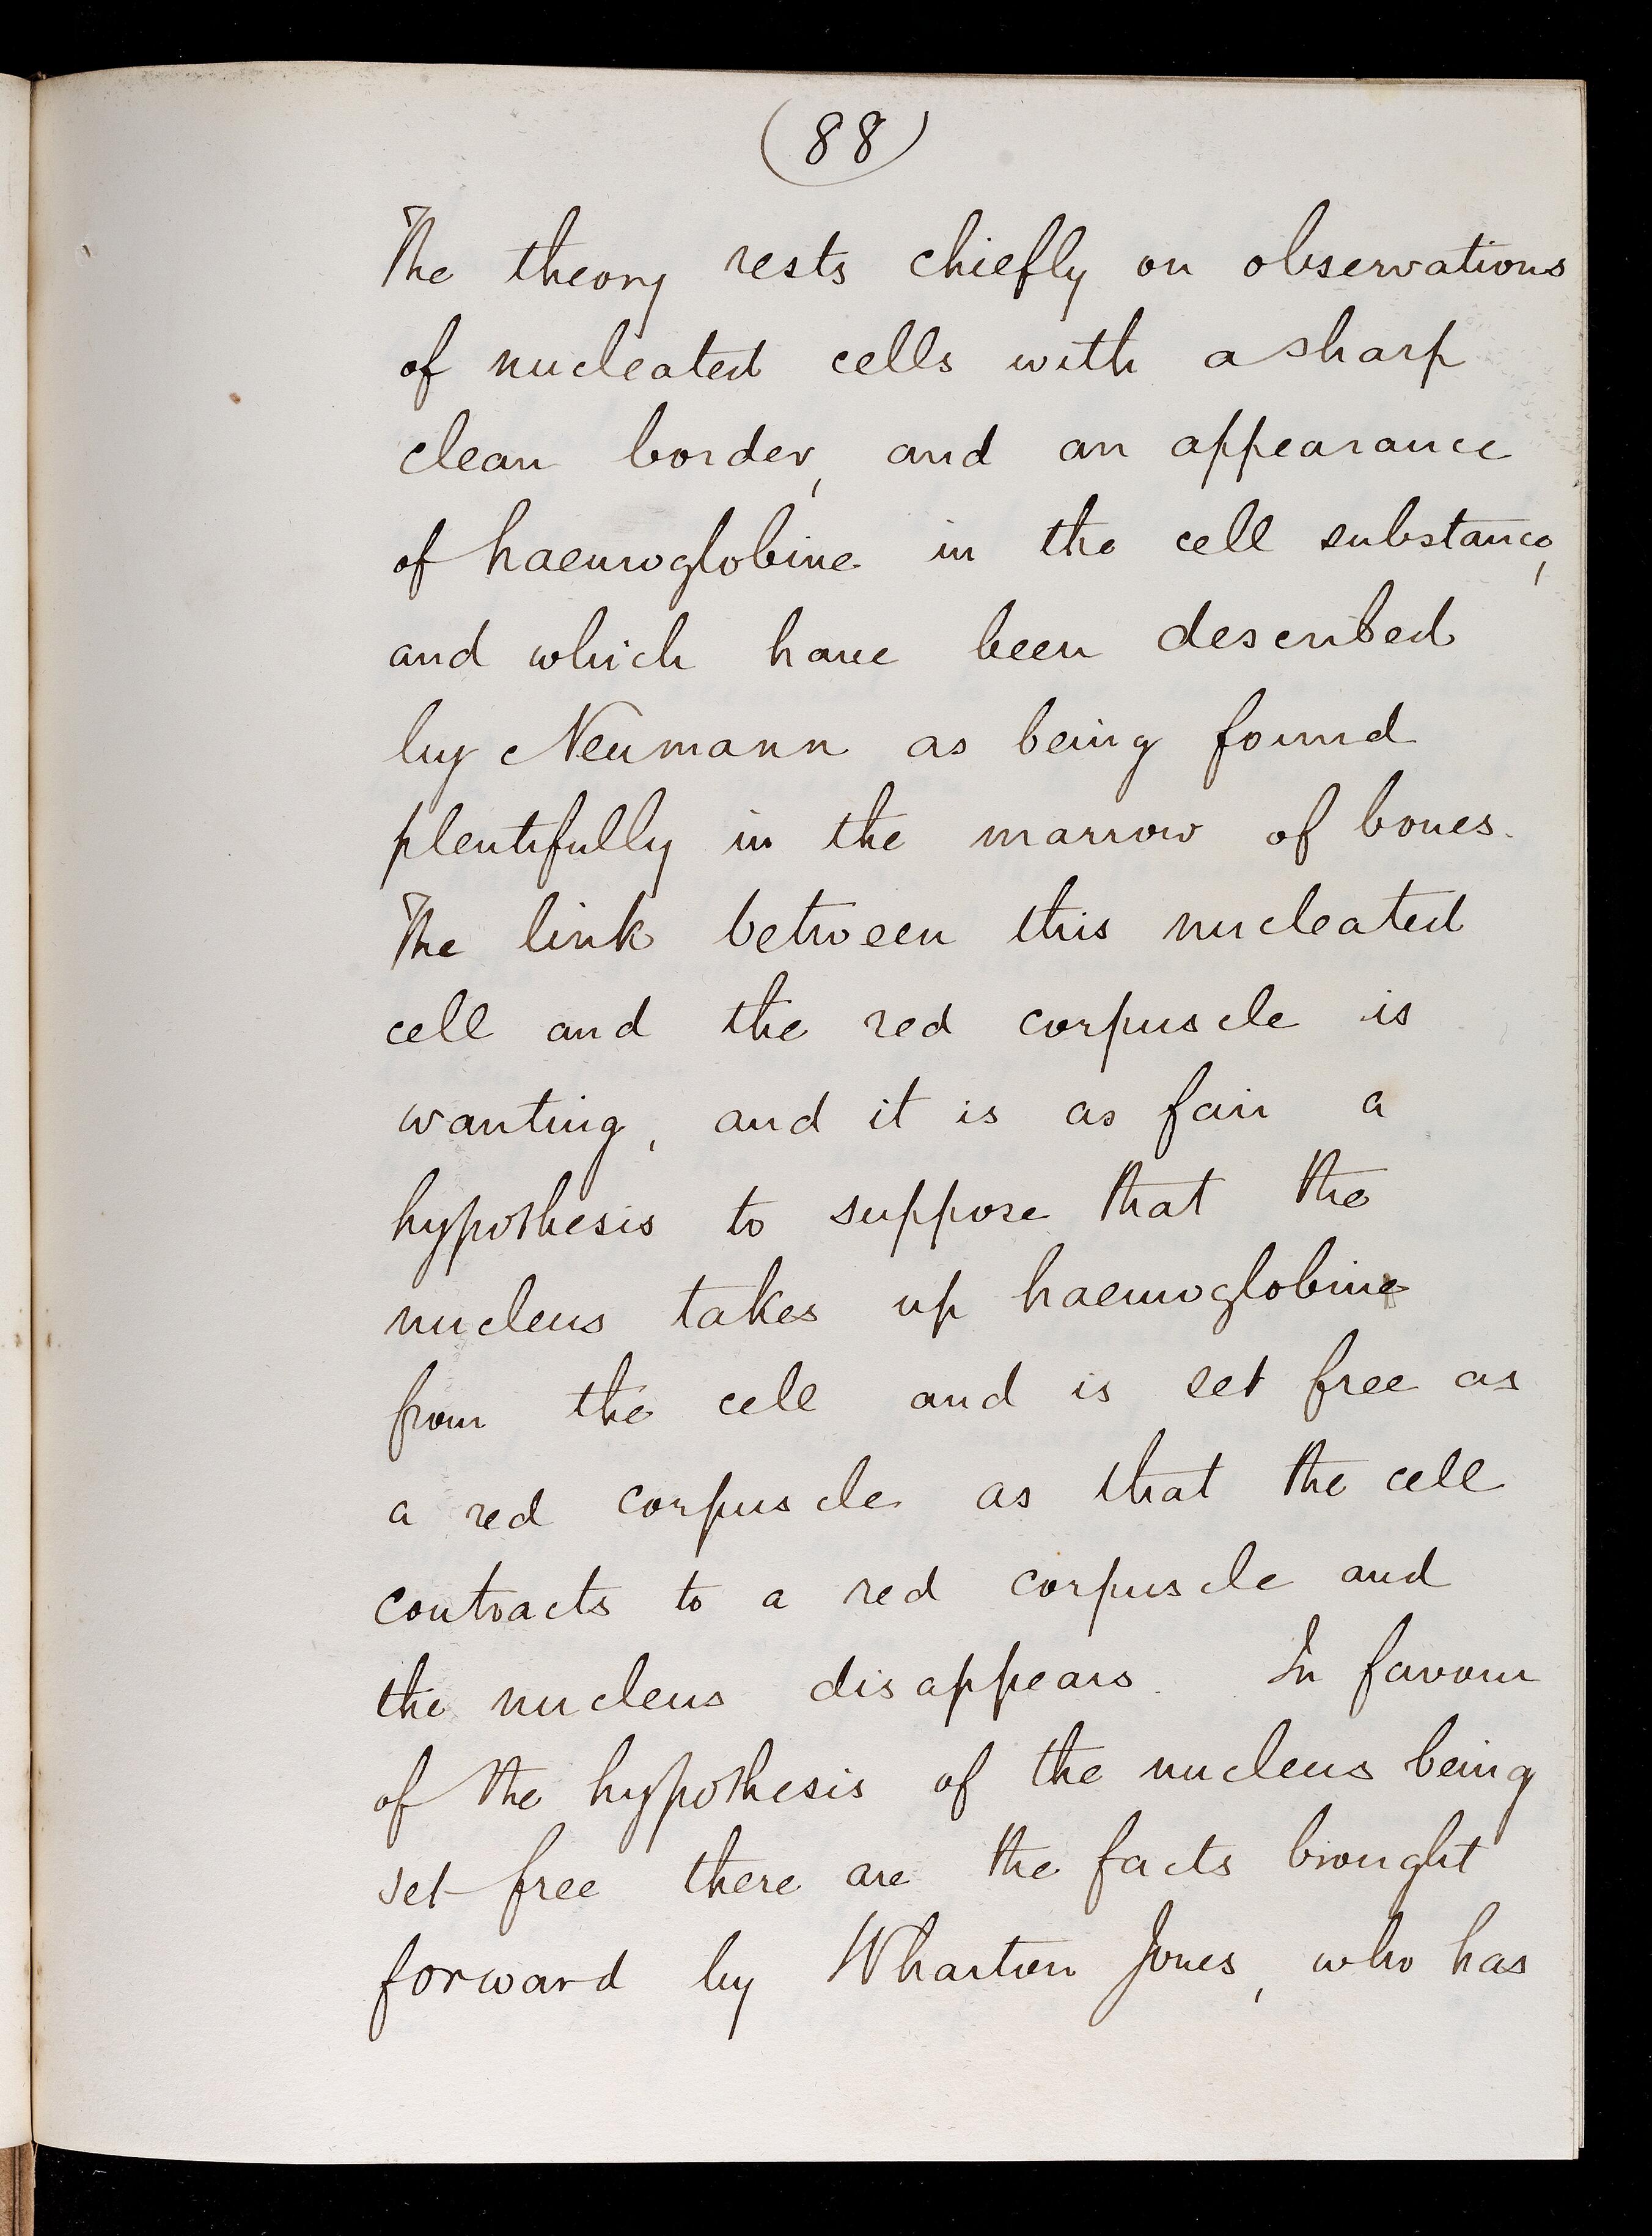 (88)
The theory rests chiefly on observations
of nucleated cells with a sharp
clean border, and an appearance
of haemoglobine in the cell substance,
and which have been described
by Neumann as being found
plentifully in the marrow of bones.
The link between this nucleated
cell and the red corpuscle is
wanting, and it is as fair a
hypothesis to suppose that the
nucleus takes up haemoglobine
from the cell and is set free as
a red corpuscle as that the cell
contracts to a red corpuscle and
the nucleus disappears. In favour
of the hypothesis of the nucleus being
set free there are the facts brought
forward by Wharton Jones, who has